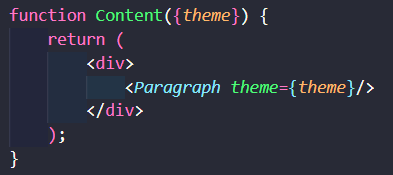 function Content({theme}) {
    return (
        <div>
            <Paragraph theme={theme}/>
        </div>
    );
}